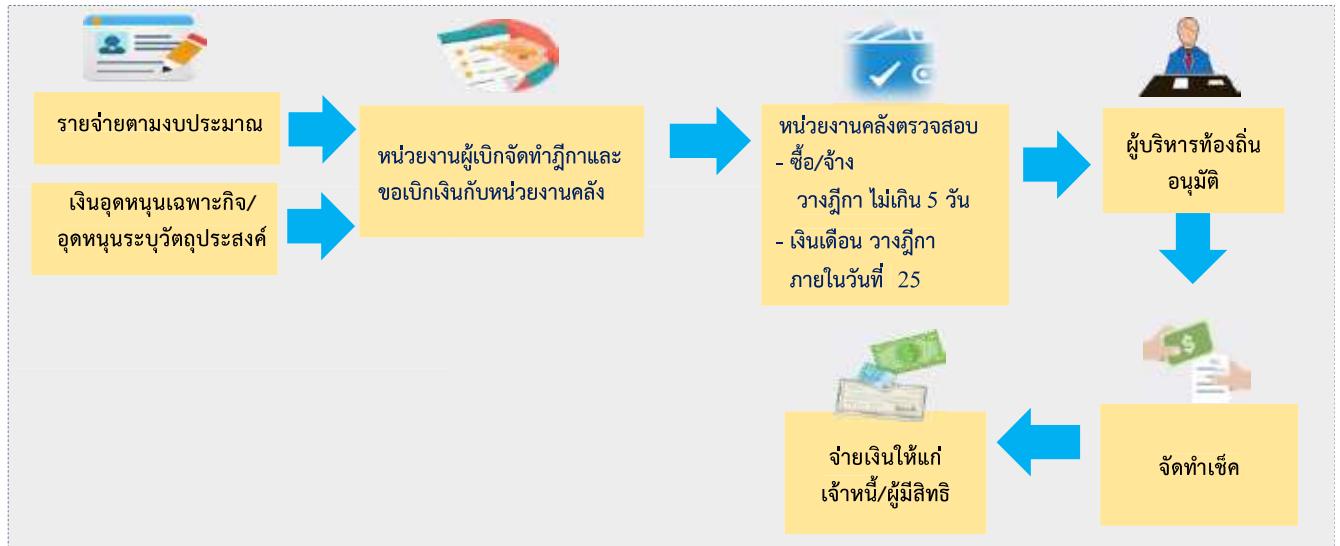 รายจ่ายตามงบประมาณ
เงินอุดหนุนเฉพาะกิจ/
อุดหนุนระบุวัตถุประสงค์
หน่วยงานผู้เบิกจัดทำฎีกาและ
ขอเบิกเงินกับหน่วยงานคลัง
หน่วยงานคลังตรวจสอบ
- ซื้อ/จ้าง
วางฎีกา ไม่เกิน 5 วัน
- เงินเดือน วางฎีกา
ภายในวันที่ 25
ผู้บริหารท้องถิ่น
อนุมัติ
จัดทำเช็ค
จ่ายเงินให้แก่
เจ้าหนี้/ผู้มีสิทธิ